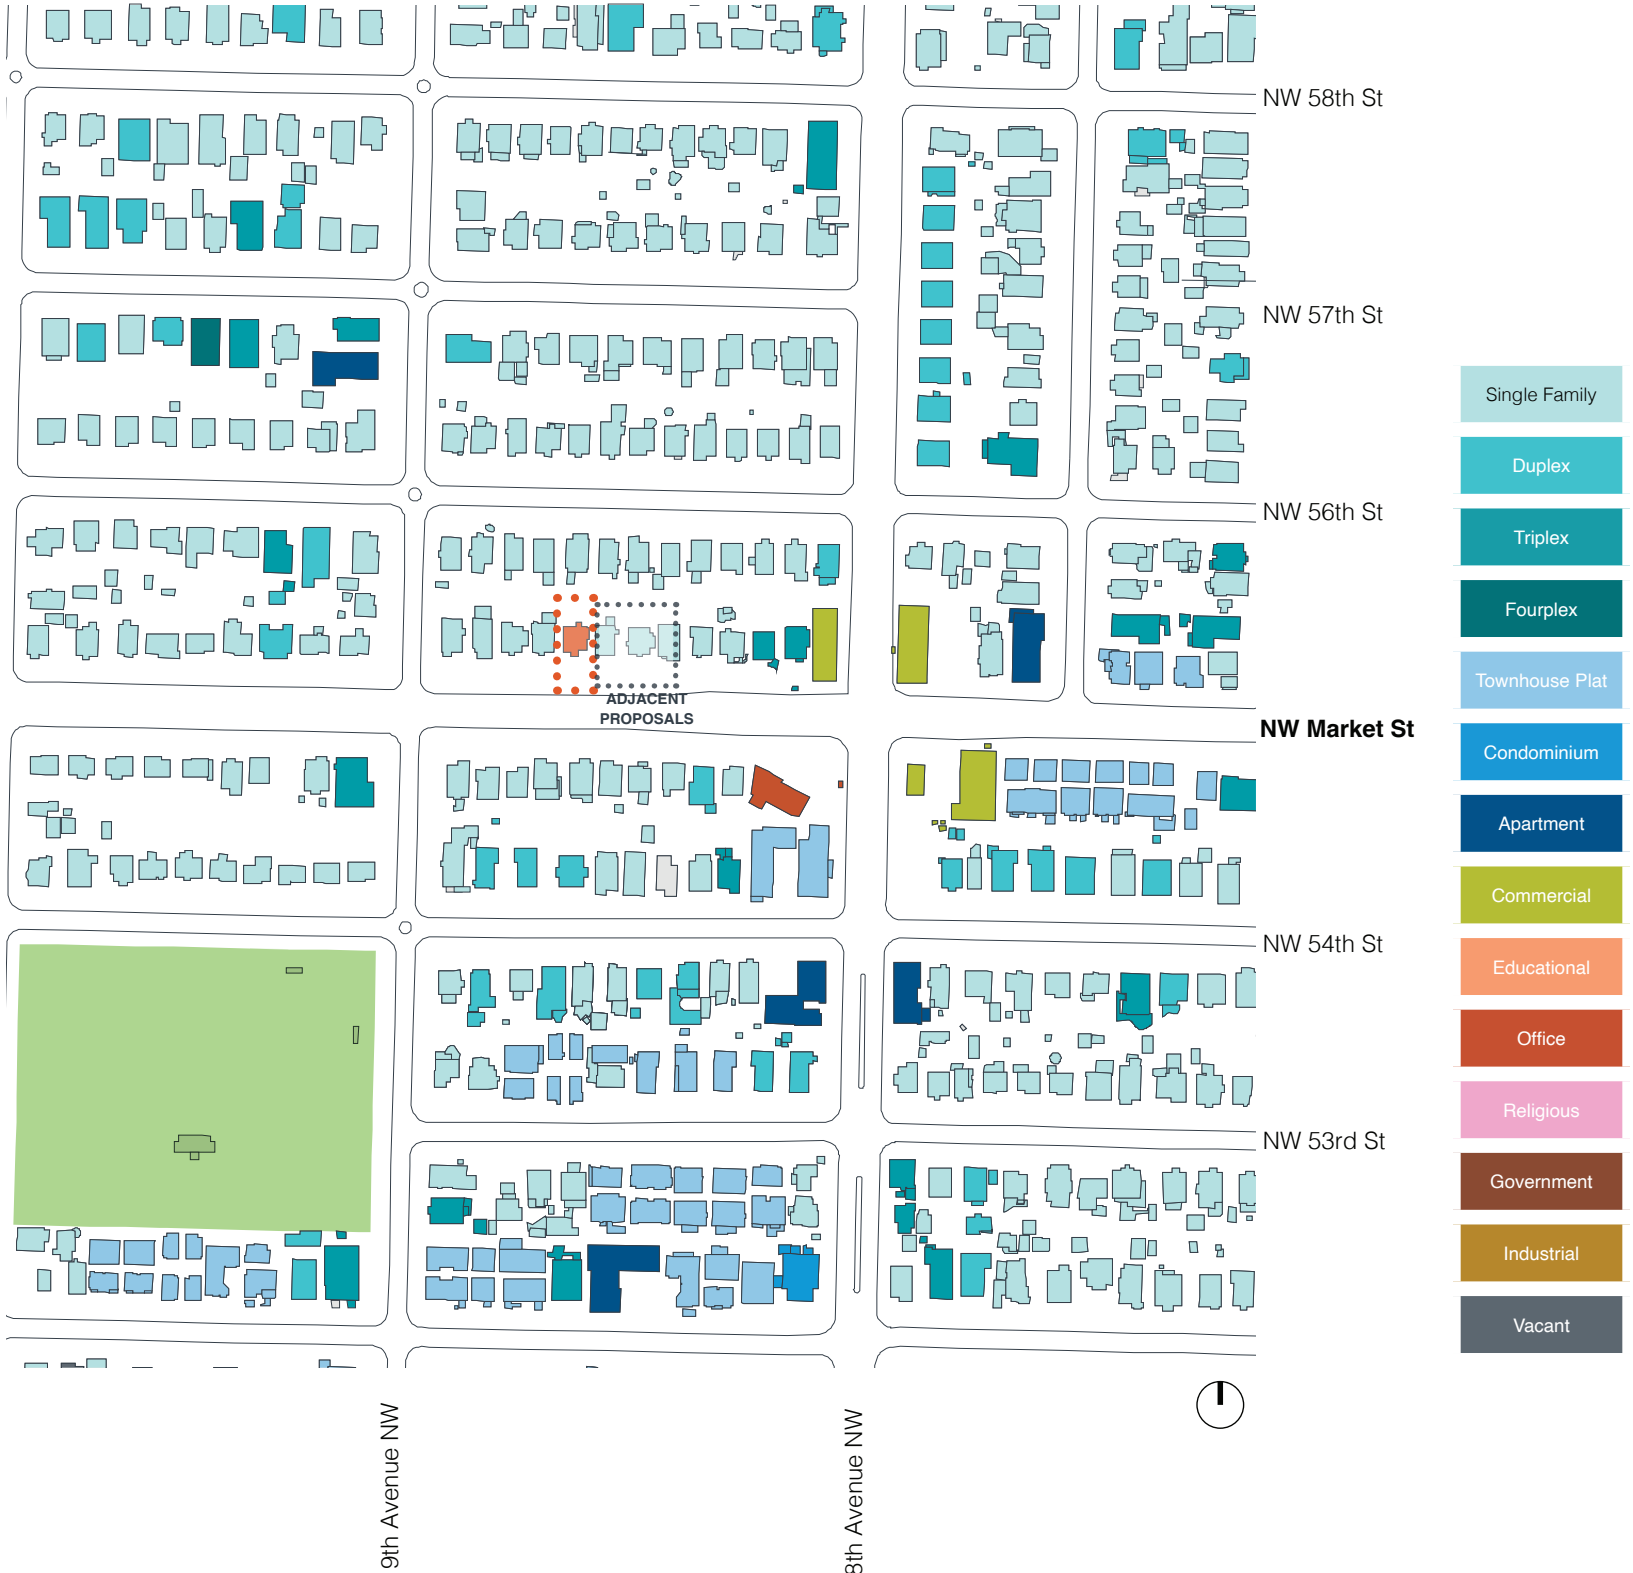 NW 58th St
NW 57th St
Single Family
Duplex
NW 56th St
Triplex
Fourplex
Townhouse Plat
ADJACENT
PROPOSALS
NW Market St
Condominium
Apartment
Commercial
NW 54th St
Educational
Office
Religious
NW 53rd St
Government
Industrial
Vacant
9th Avenue NW
8th Avenue NW